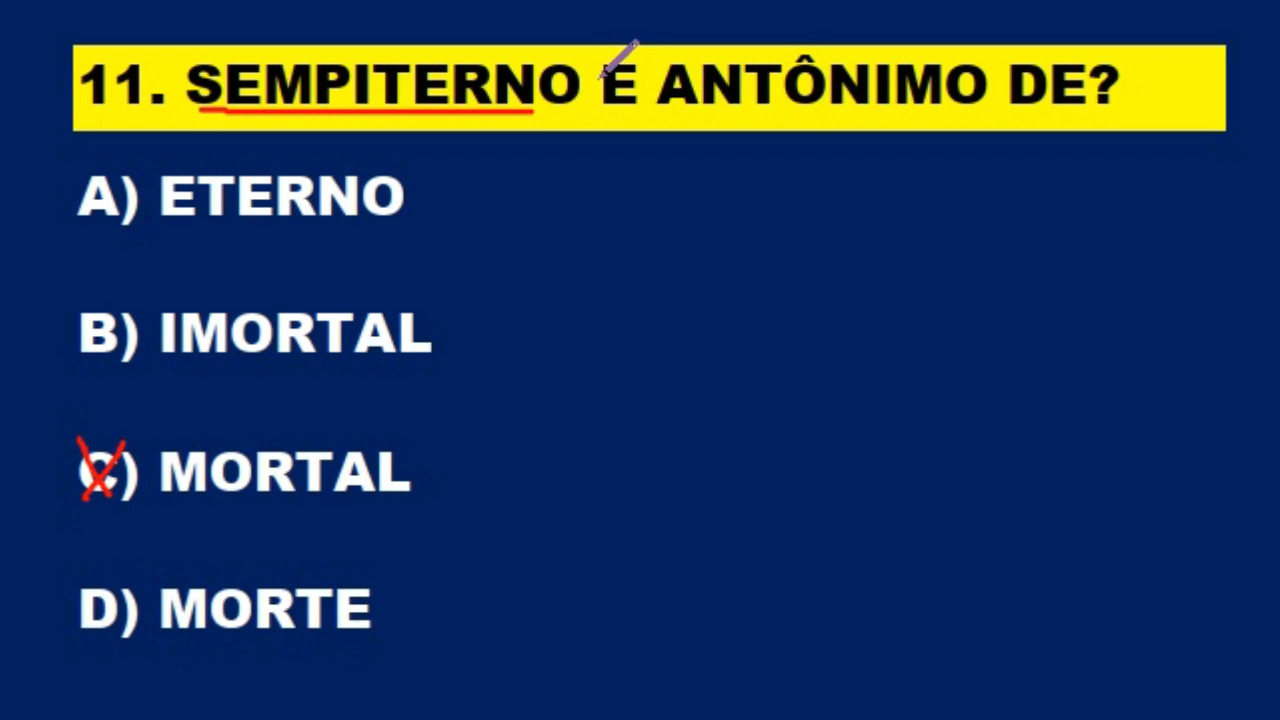 11. SEMPITERNO É ANTÔNIMO DE?
A) ETERNO
B) IMORTAL
C) MORTAL
D) MORTE